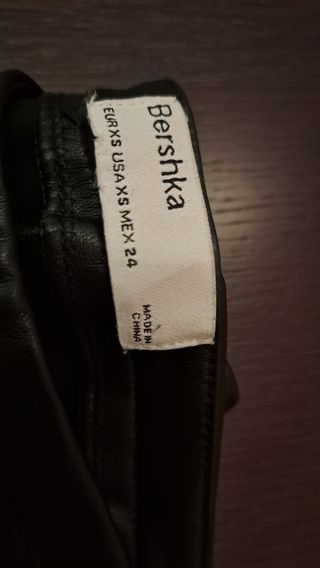 Bershka
EUR XS USA XS MEX 24
MADE IN
CHINA